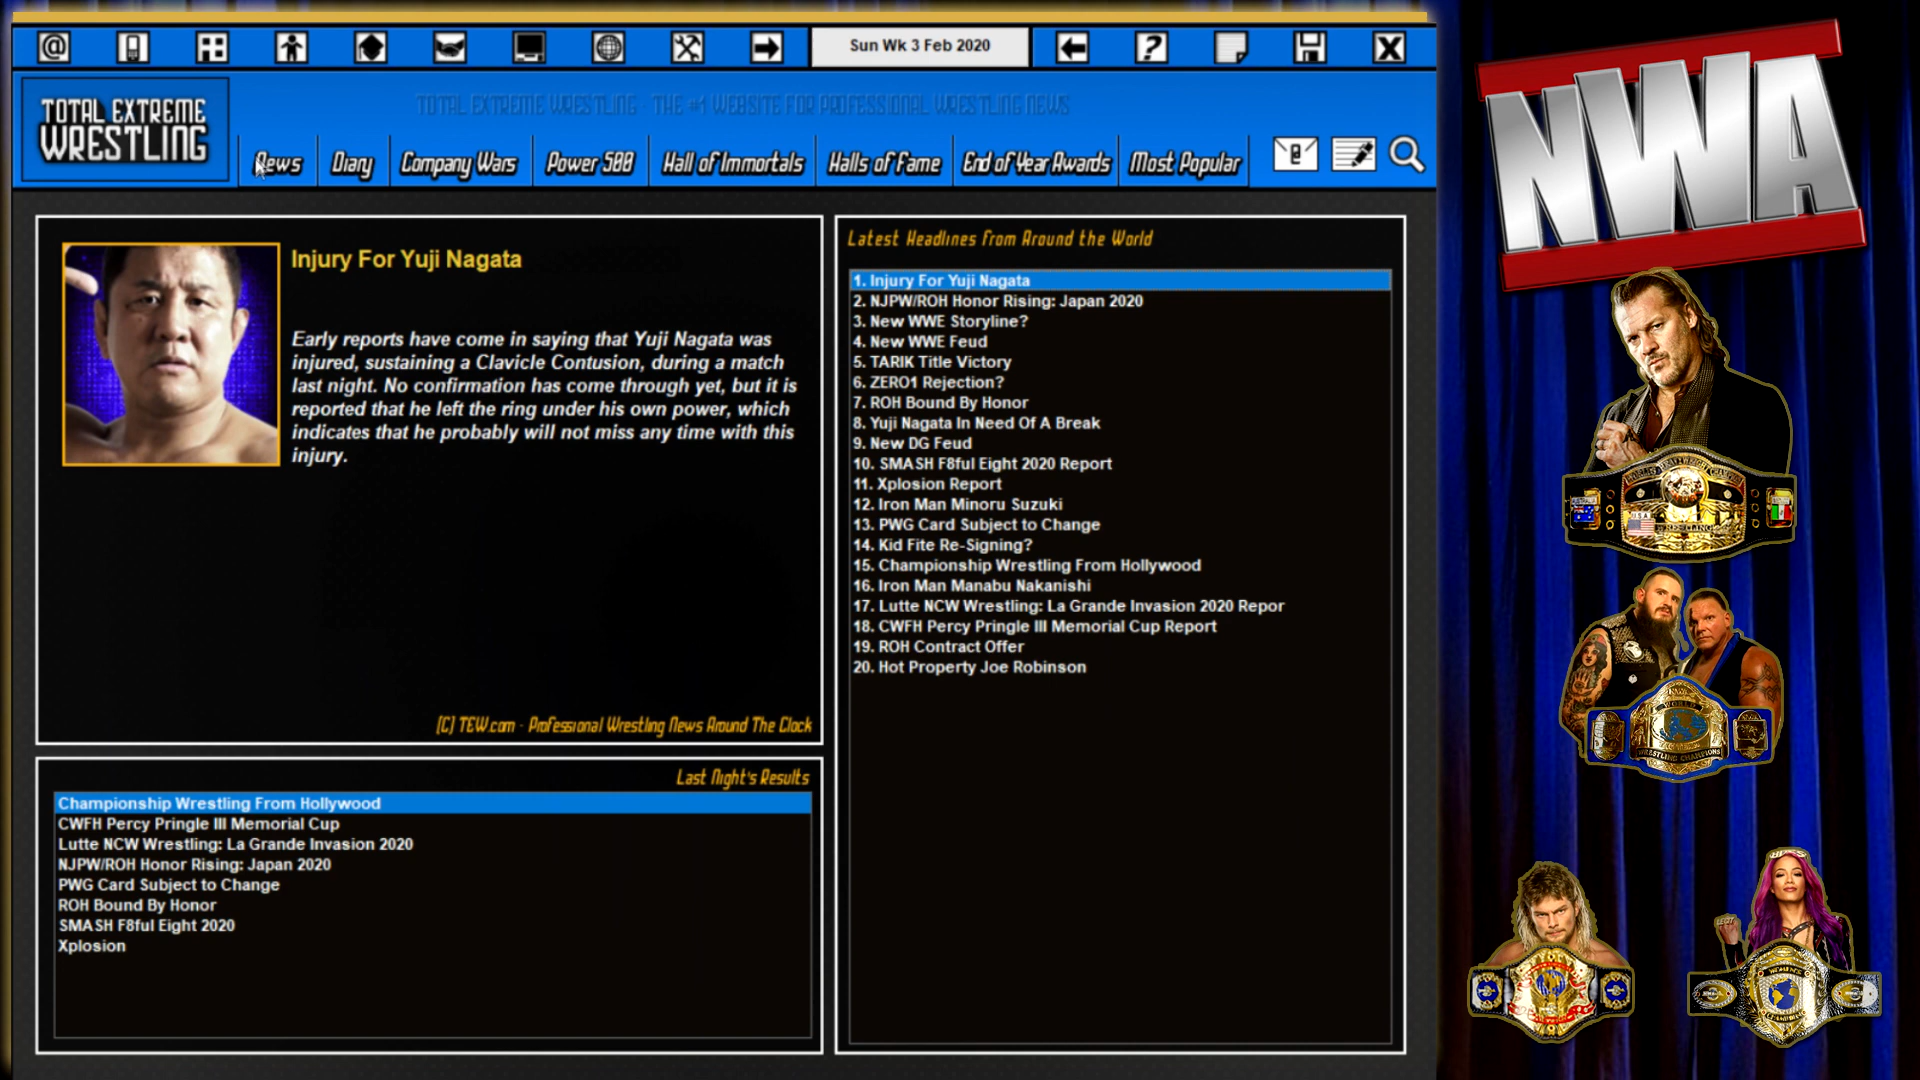 Sun Wk 3 Feb 2020
TOTAL EXTREME WRESTLING
TOTAL EXTREME WRESTLING - THE #1 WEBSITE FOR PROFESSIONAL WRESTLING NEWS
News
Diary
Company Wars
Power 500
Hall of Immortals
Halls of Fame
End of Year Awards
Most Popular
Injury For Yuji Nagata
Early reports have come in saying that Yuji Nagata was
injured, sustaining a Clavicle Contusion, during a match
last night. No confirmation has come through yet, but it is
reported that he left the ring under his own power, which
indicates that he probably will not miss any time with this
injury.
(C) TEW.com - Professional Wrestling News Around The Clock
Last Night's Results
Championship Wrestling From Hollywood
CWFH Percy Pringle III Memorial Cup
Lutte NCW Wrestling: La Grande Invasion 2020
NJPW/ROH Honor Rising: Japan 2020
PWG Card Subject to Change
ROH Bound By Honor
SMASH F8ful Eight 2020
Xplosion
Latest Headlines From Around the World
1. Injury For Yuji Nagata
2. NJPW/ROH Honor Rising: Japan 2020
3. New WWE Storyline?
4. New WWE Feud
5. TARIK Title Victory
6. ZERO1 Rejection?
7. ROH Bound By Honor
8. Yuji Nagata In Need Of A Break
9. New DG Feud
10. SMASH F8ful Eight 2020 Report
11. Xplosion Report
12. Iron Man Minoru Suzuki
13. PWG Card Subject to Change
14. Kid Fite Re-Signing?
15. Championship Wrestling From Hollywood
16. Iron Man Manabu Nakanishi
17. Lutte NCW Wrestling: La Grande Invasion 2020 Repor
18. CWFH Percy Pringle III Memorial Cup Report
19. ROH Contract Offer
20. Hot Property Joe Robinson
NWA